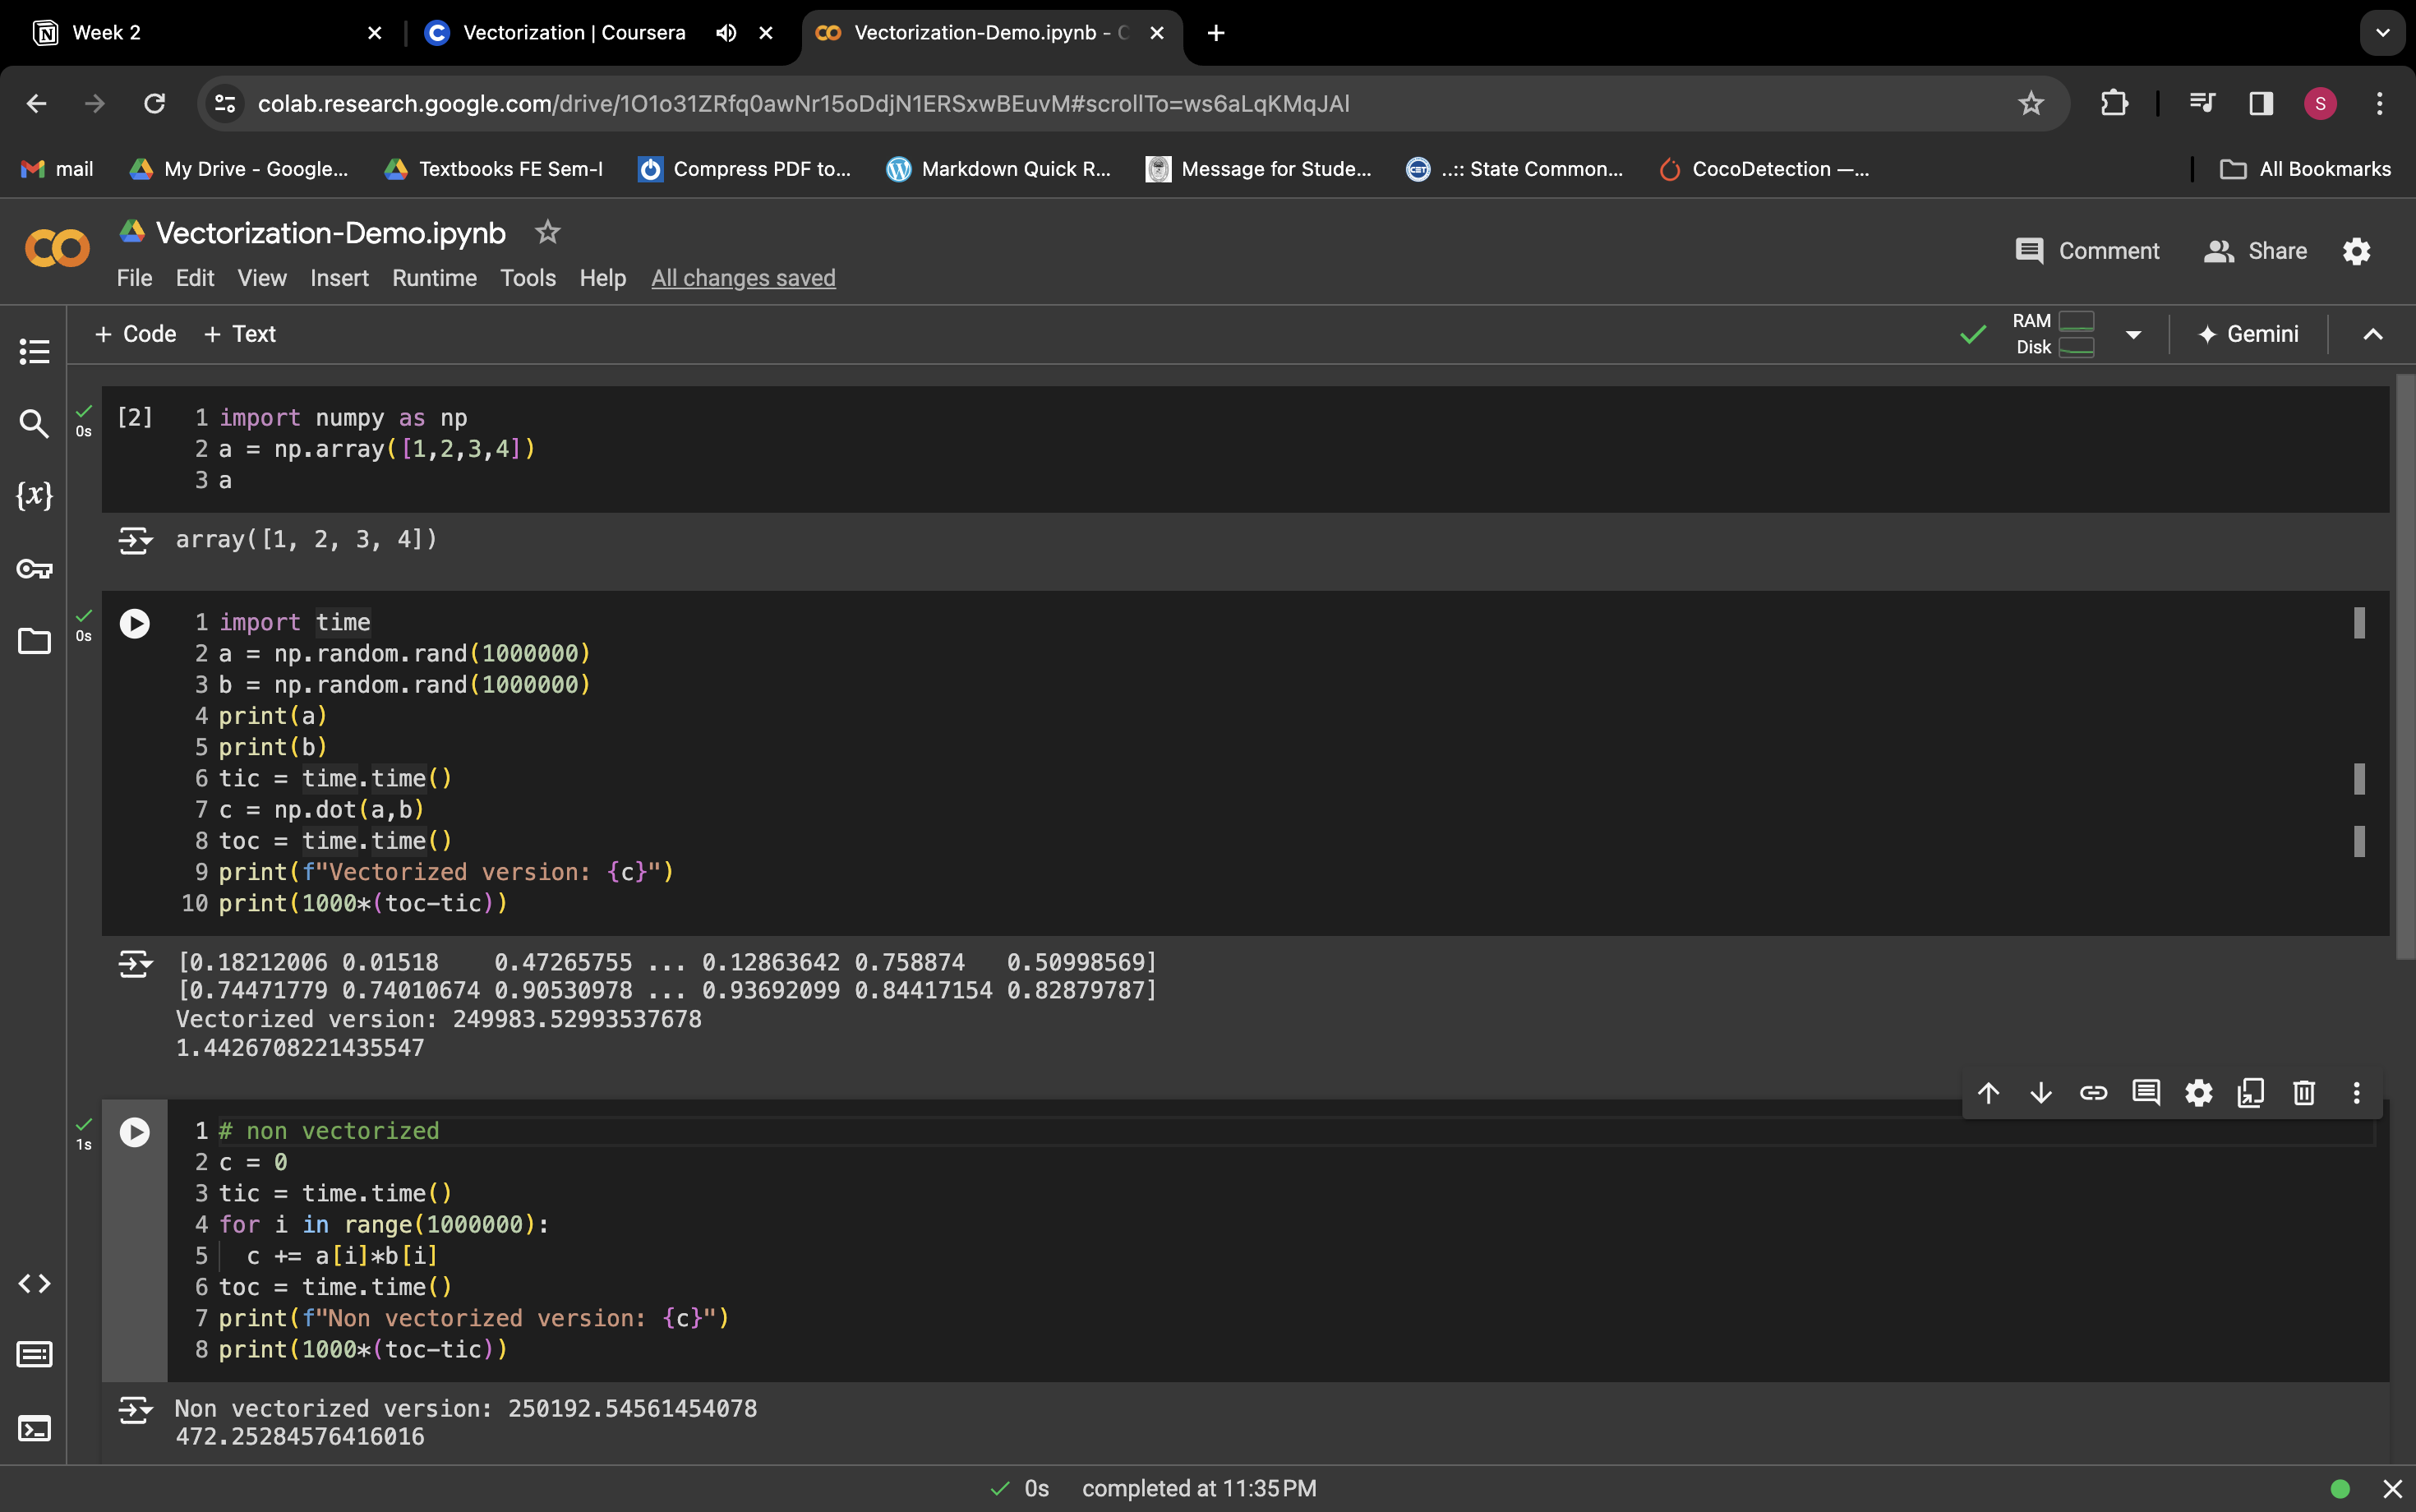 Week 2
Vectorization | Coursera
Vectorization-Demo.ipynb - C
colab.research.google.com/drive/1O1o31ZRfq0awNr15oDdjN1ERSxwBEuvM#scrollTo=ws6aLqKMqJAl
S
mail
My Drive - Google...
Textbooks FE Sem-I
Compress PDF to...
Markdown Quick R...
Message for Stude...
..:: State Common...
CocoDetection —...
All Bookmarks
Vectorization-Demo.ipynb
Comment
Share
File Edit View Insert Runtime Tools Help All changes saved
+ Code + Text
RAM
Disk
Gemini
0s
[2]
1 import numpy as np
2 a = np.array([1,2,3,4])
3 a
array([1, 2, 3, 4])
0s
1 import time
2 a = np.random.rand(1000000)
3 b = np.random.rand(1000000)
4 print(a)
5 print(b)
6 tic = time.time()
7 c = np.dot(a,b)
8 toc = time.time()
9 print(f"Vectorized version: {c}")
10 print(1000*(toc-tic))
[0.18212006 0.01518    0.47265755 ... 0.12863642 0.758874   0.50998569]
[0.74471779 0.74010674 0.90530978 ... 0.93692099 0.84417154 0.82879787]
Vectorized version: 249983.52993537678
1.4426708221435547
1s
1 # non vectorized
2 c = 0
3 tic = time.time()
4 for i in range(1000000):
5   c += a[i]*b[i]
6 toc = time.time()
7 print(f"Non vectorized version: {c}")
8 print(1000*(toc-tic))
Non vectorized version: 250192.54561454078
472.25284576416016
0s completed at 11:35 PM